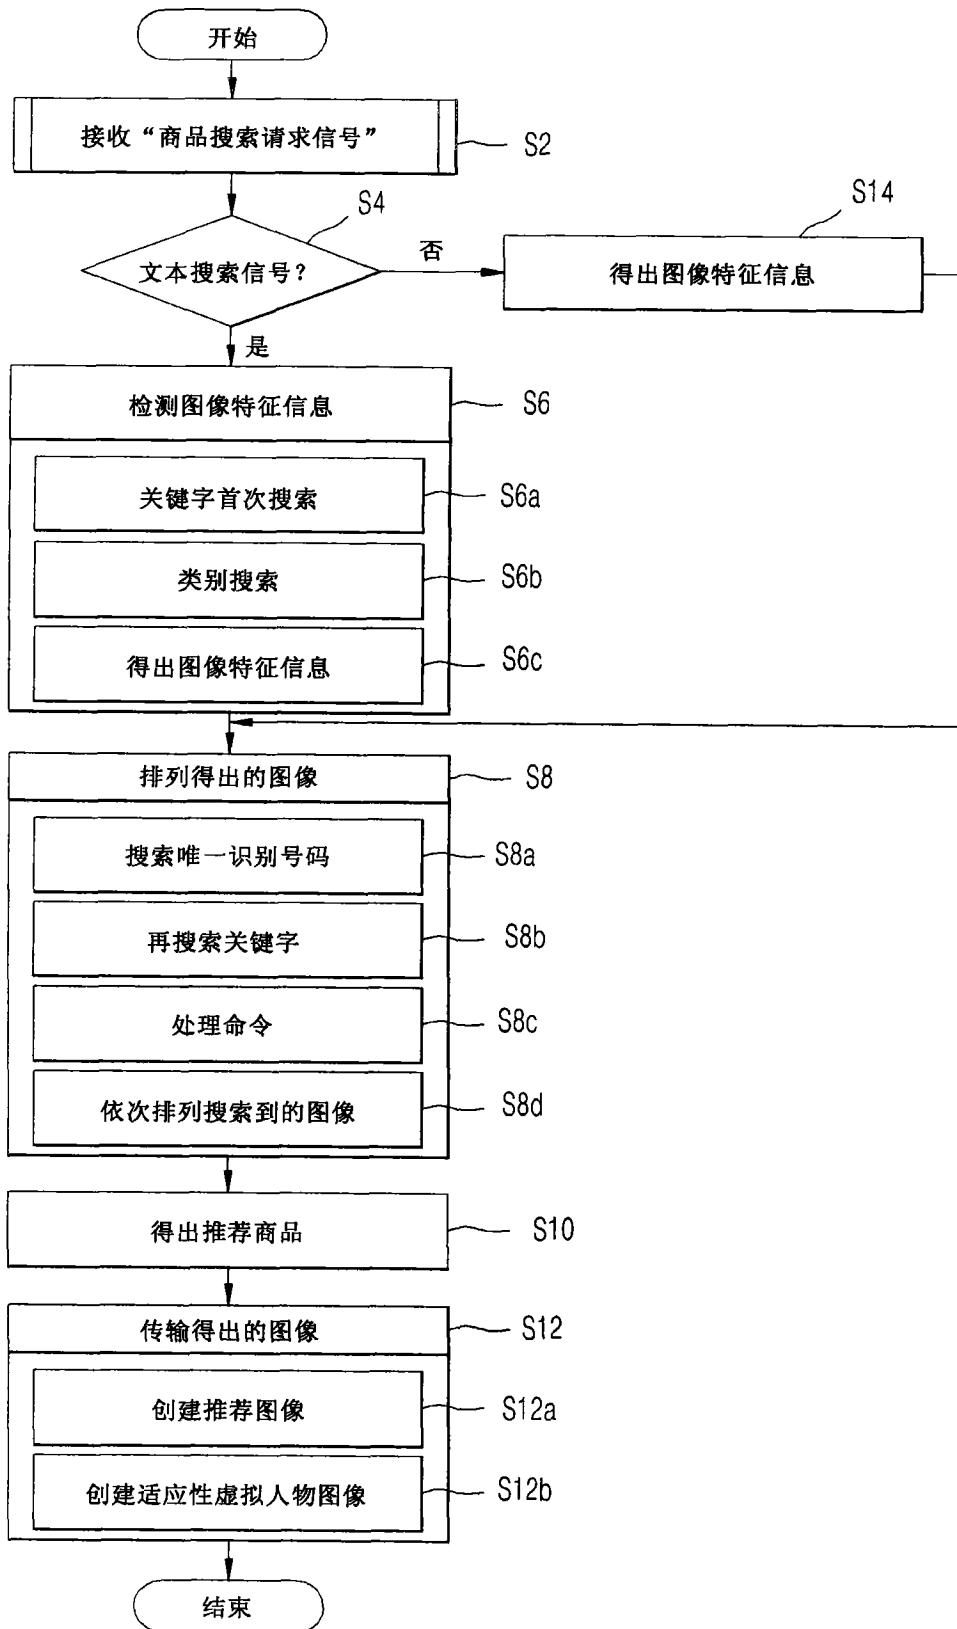 开始
接收“商品搜索请求信号”
S2
S4
文本搜索信号？
否
S14
得出图像特征信息
是
检测图像特征信息
S6
关键字首次搜索
S6a
类别搜索
S6b
得出图像特征信息
S6c
排列得出的图像
S8
搜索唯一识别号码
S8a
再搜索关键字
S8b
处理命令
S8c
依次排列搜索到的图像
S8d
得出推荐商品
S10
传输得出的图像
S12
创建推荐图像
S12a
创建适应性虚拟人物图像
S12b
结束